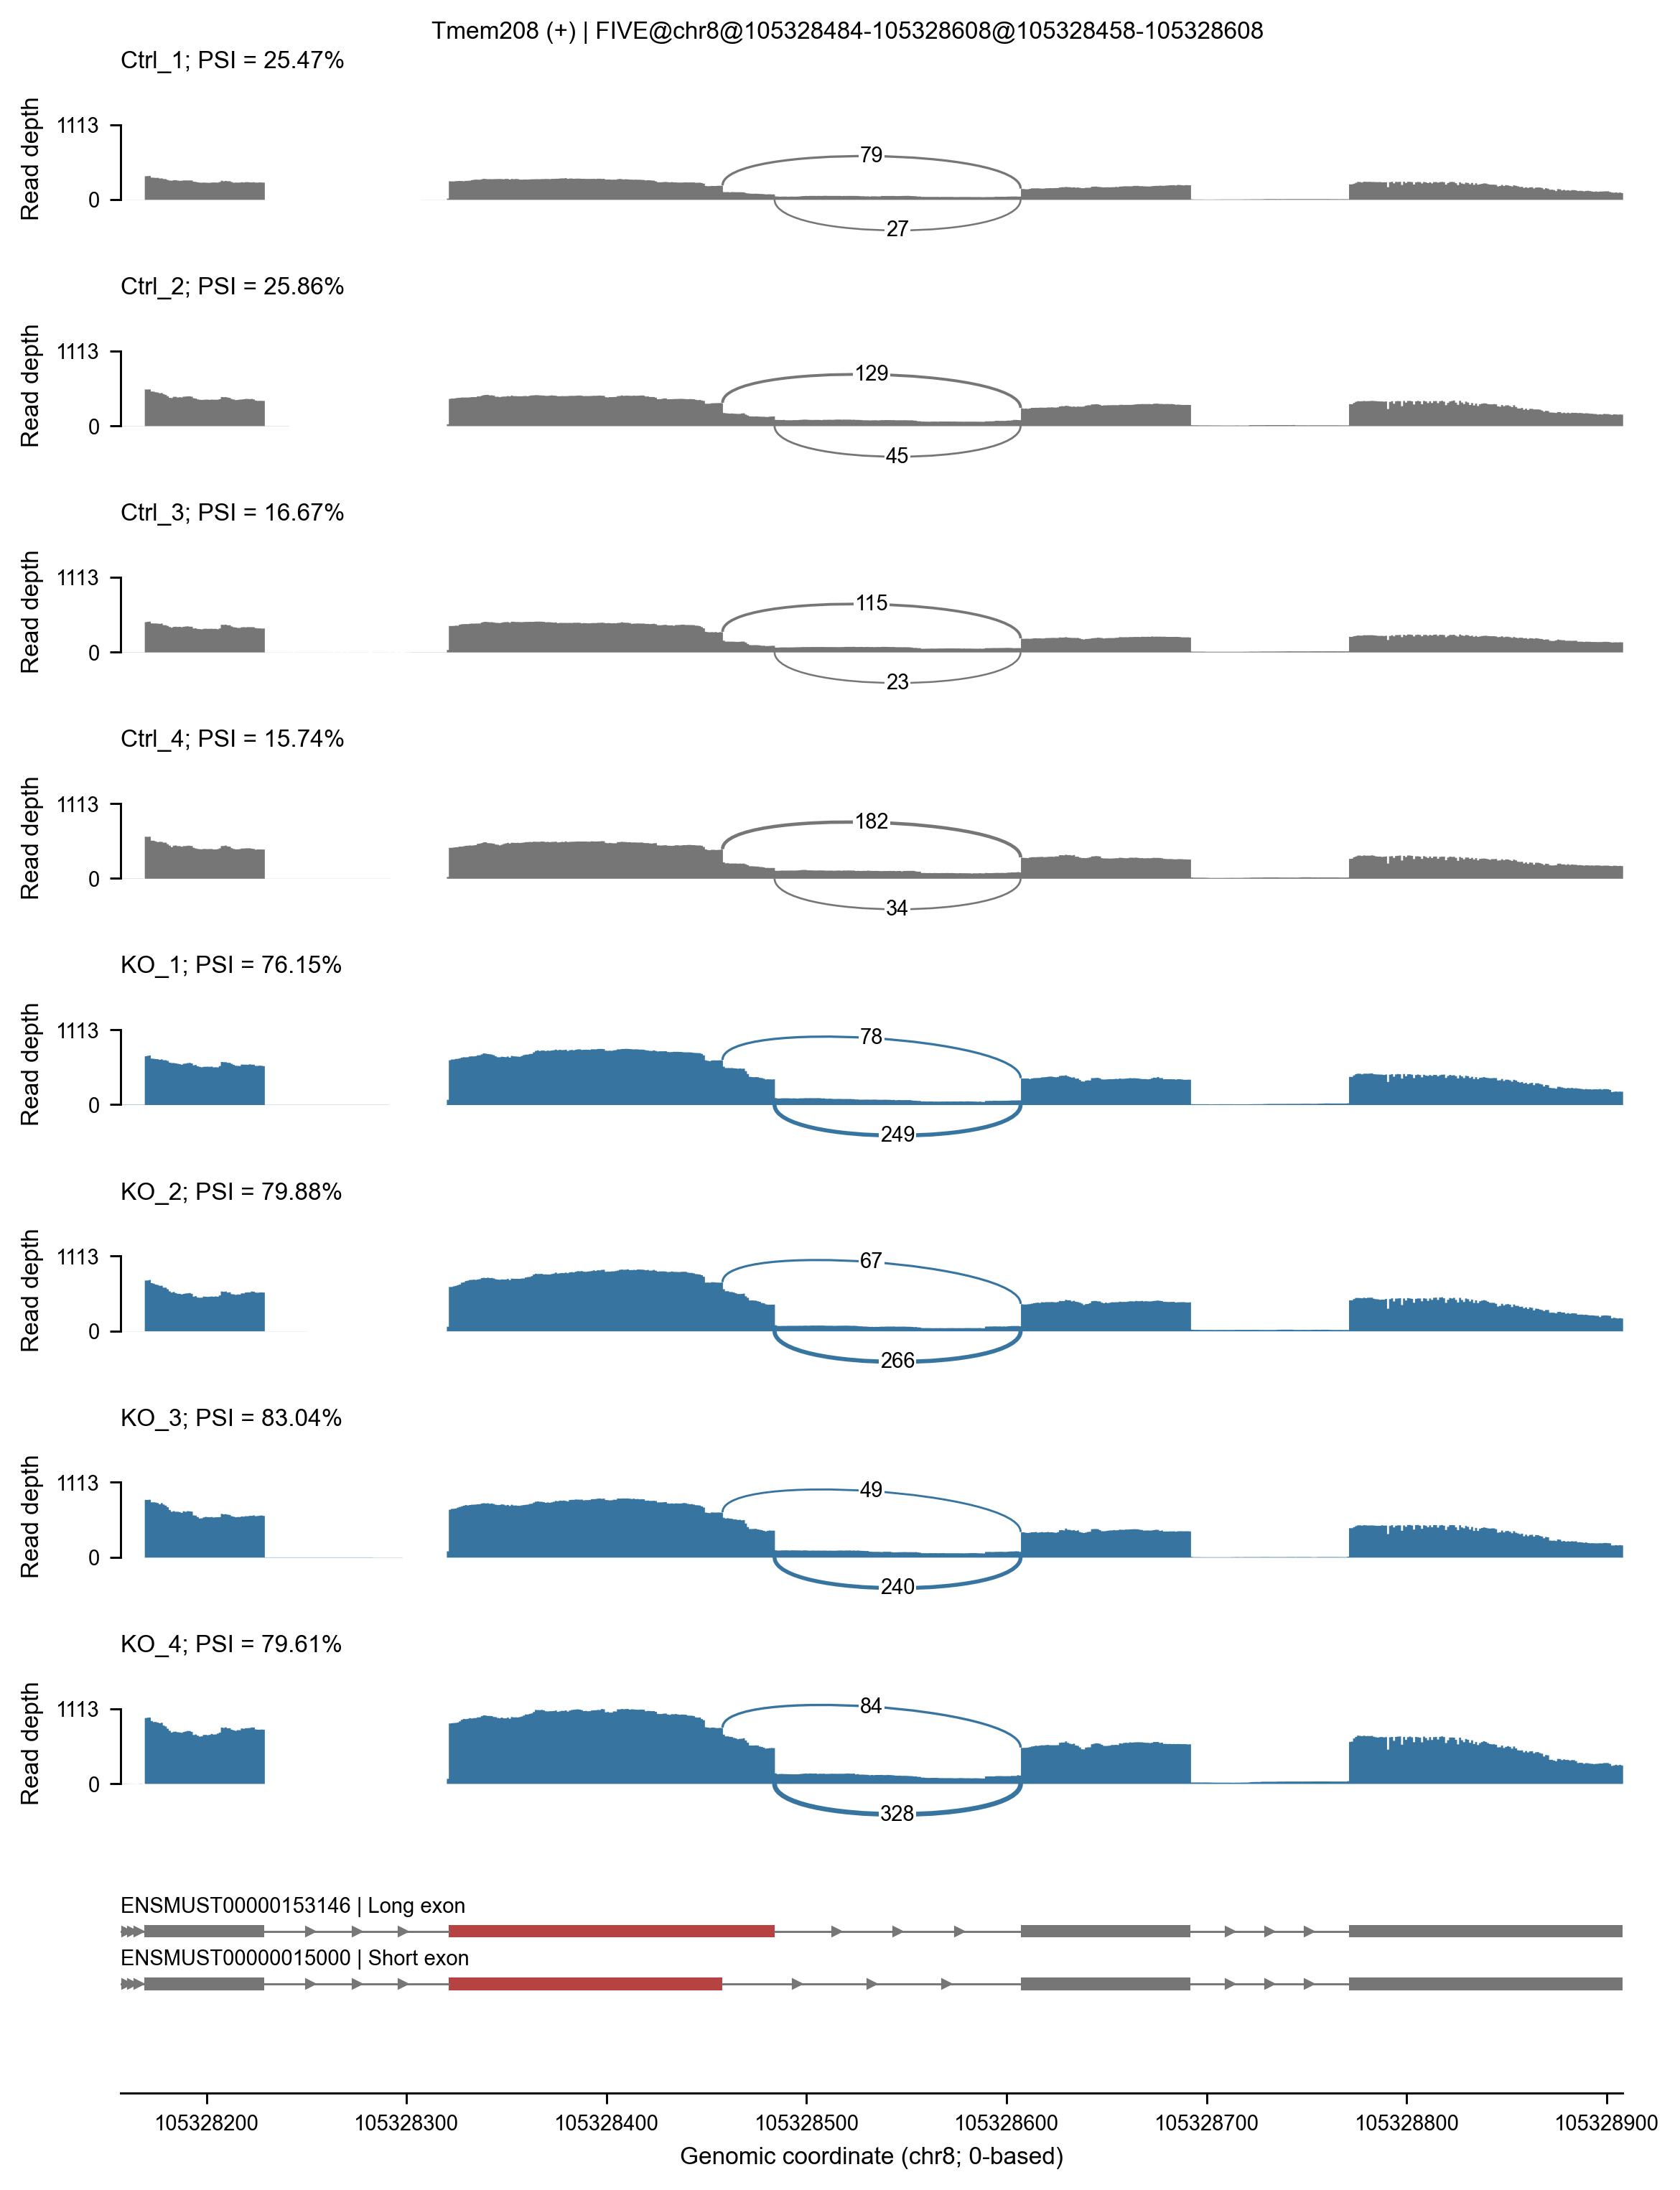 Tmem208 (+) | FIVE@chr8@105328484-105328608@105328458-105328608
Ctrl_1; PSI = 25.47%
Read depth
1113
0
79
27
Ctrl_2; PSI = 25.86%
Read depth
1113
0
129
45
Ctrl_3; PSI = 16.67%
Read depth
1113
0
115
23
Ctrl_4; PSI = 15.74%
Read depth
1113
0
182
34
KO_1; PSI = 76.15%
Read depth
1113
0
78
249
KO_2; PSI = 79.88%
Read depth
1113
0
67
266
KO_3; PSI = 83.04%
Read depth
1113
0
49
240
KO_4; PSI = 79.61%
Read depth
1113
0
84
328
ENSMUST00000153146 | Long exon
ENSMUST00000015000 | Short exon
105328200 105328300 105328400 105328500 105328600 105328700 105328800 105328900
Genomic coordinate (chr8; 0-based)